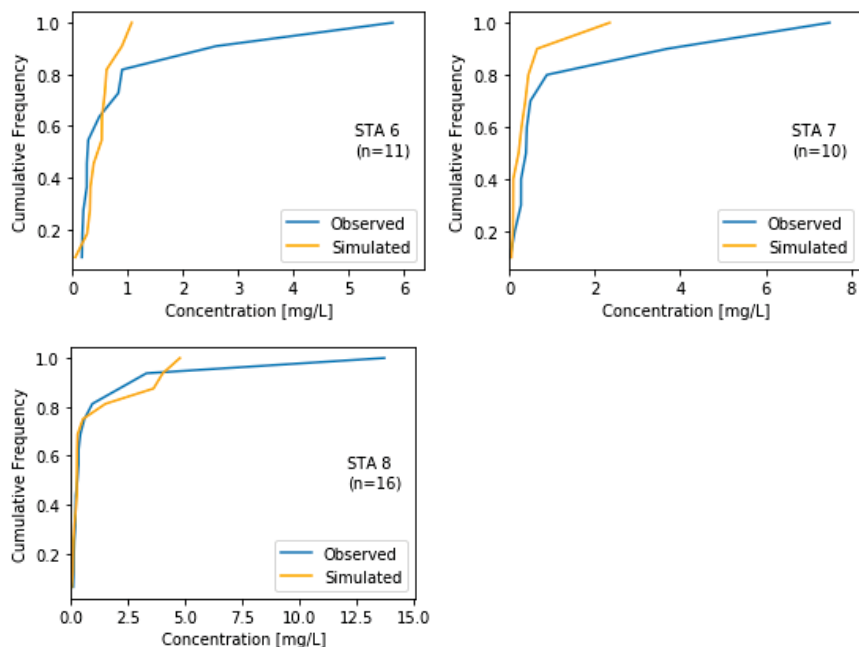 1.0
0.8
0.6
0.4
0.2
Cumulative Frequency
STA 6
(n=11)
Observed
Simulated
0 1 2 3 4 5 6
Concentration [mg/L]
1.0
0.8
0.6
0.4
0.2
Cumulative Frequency
STA 7
(n=10)
Observed
Simulated
0 2 4 6 8
Concentration [mg/L]
1.0
0.8
0.6
0.4
0.2
Cumulative Frequency
STA 8
(n=16)
Observed
Simulated
0.0 2.5 5.0 7.5 10.0 12.5 15.0
Concentration [mg/L]